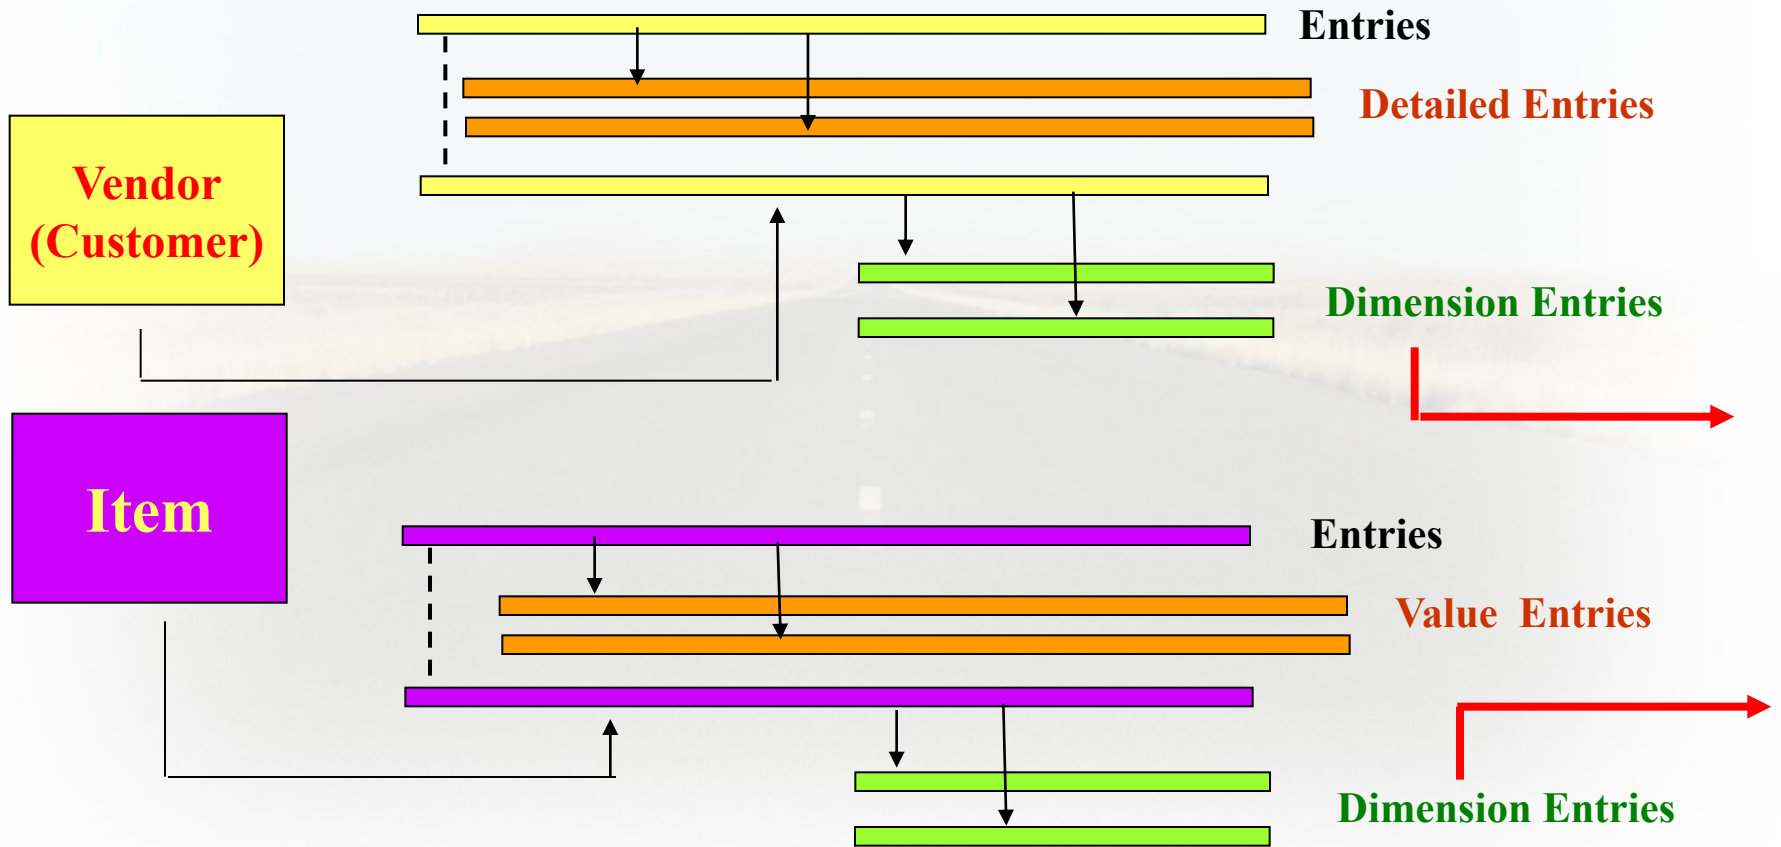 Entries
Detailed Entries
Vendor
(Customer)
Dimension Entries
Item
Entries
Value Entries
Dimension Entries